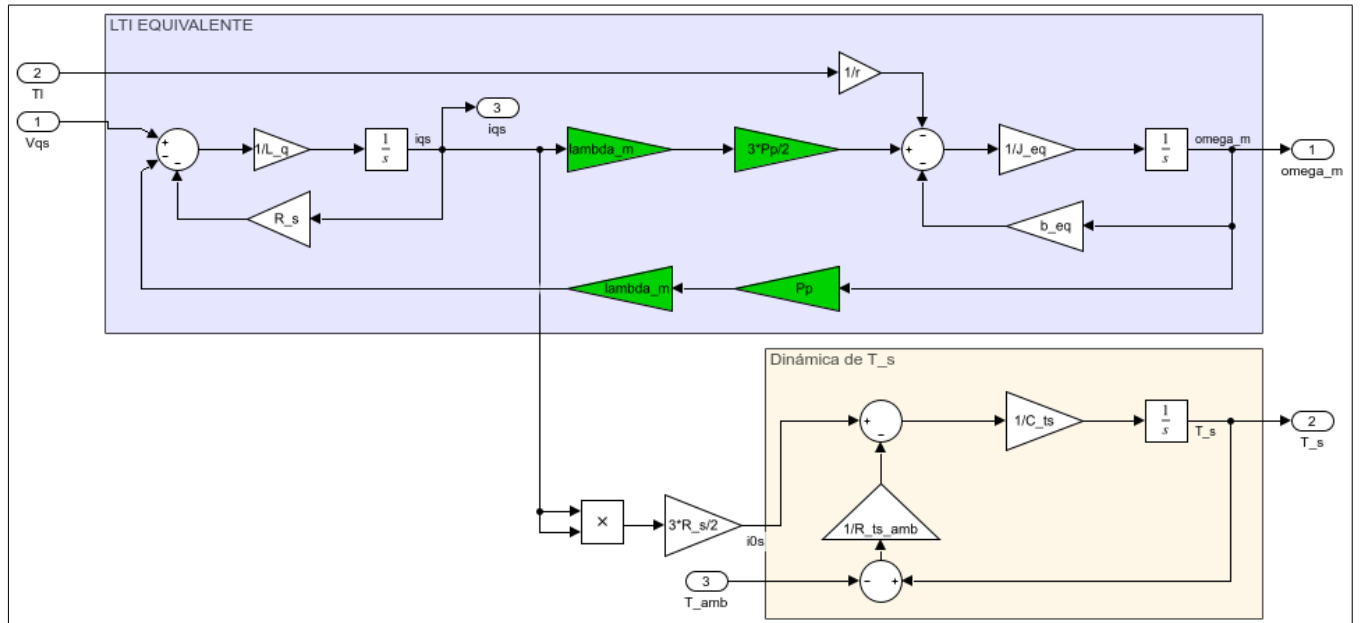 LTI EQUIVALENTE
2
Tl
1/r
1
Vqs
3
iqs
+
−
−
1/L_q
1
s
iqs
lambda_m
3*Pp/2
−
+
−
1/J_eq
1
s
omega_m
1
omega_m
R_s
b_eq
lambda_m
Pp
Dinámica de T_s
+
−
1/C_ts
1
s
T_s
2
T_s
×
3*R_s/2
i0s
1/R_ts_amb
3
T_amb
−
+